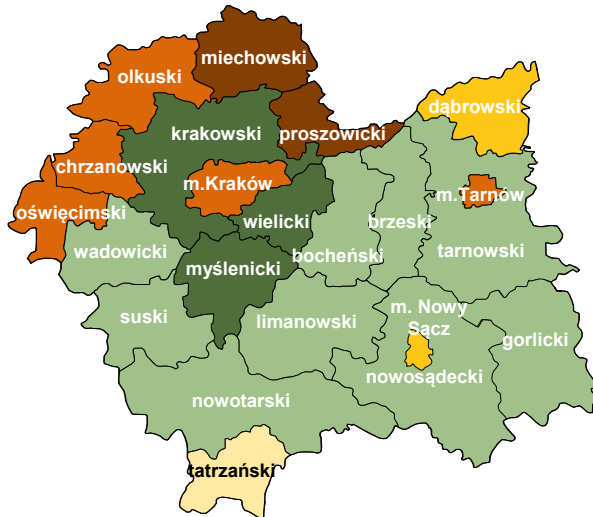 miechowski
olkuski
dabrowski
krakowski
proszowicki
chrzanowski
m.Kraków
m.Tarnów
oświęcimski
wielicki
brzeski
wadowicki
bocheński
tarnowski
myślenicki
m. Nowy
Sącz
suski
limanowski
gorlicki
nowosądecki
nowotarski
tatrzański